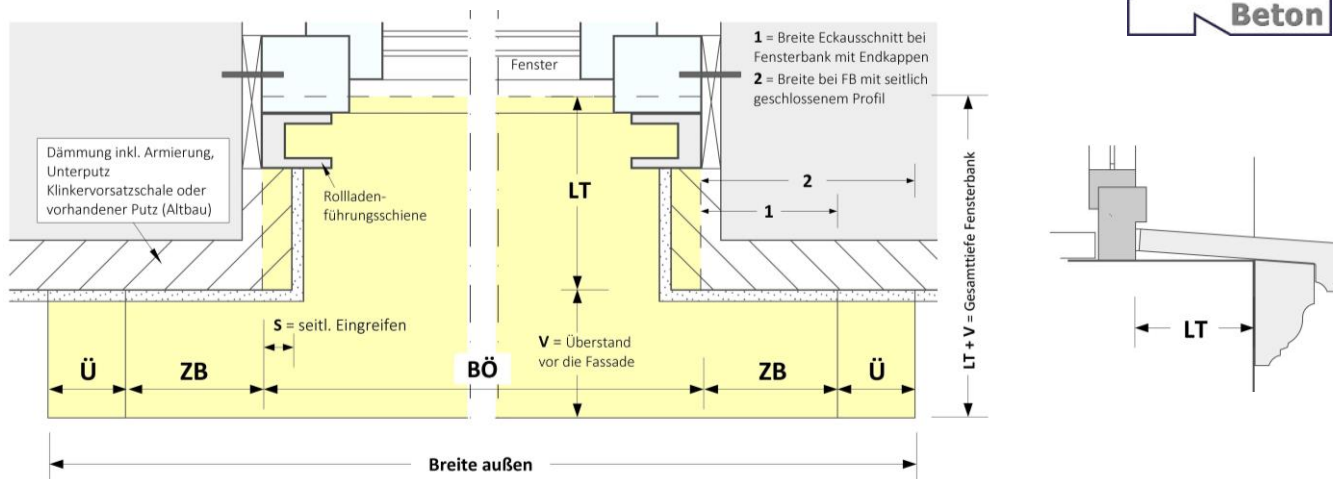 Beton
1 = Breite Eckausschnitt bei
Fensterbank mit Endkappen
2 = Breite bei FB mit seitlich
geschlossenem Profil
Fenster
Dämmung inkl. Armierung,
Unterputz
Klinkervorsatzschale oder
vorhandener Putz (Altbau)
Rollladen-
führungsschiene
LT
2
1
LT + V = Gesamttiefe Fensterbank
LT
S = seitl. Eingreifen
V = Überstand
vor die Fassade
Ü
ZB
BÖ
ZB
Ü
Breite außen